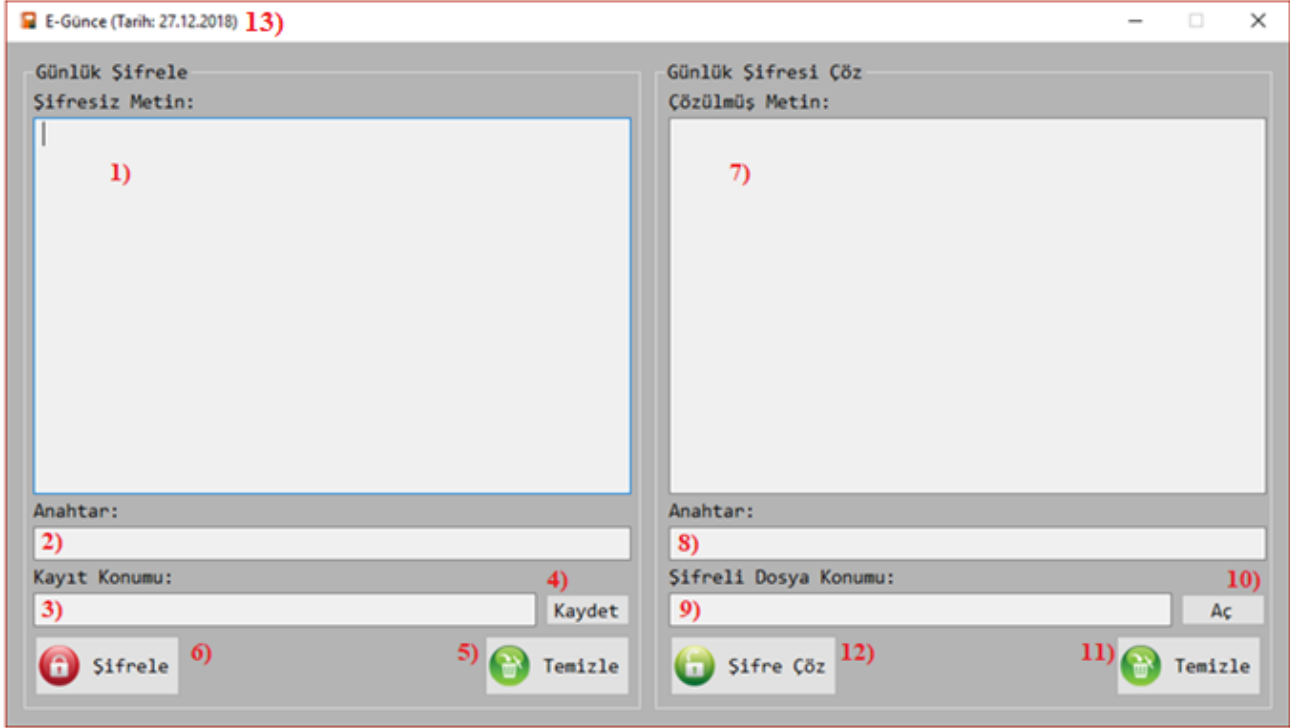 E-Günce (Tarih: 27.12.2018) 13)
Günlük Şifrele
Şifresiz Metin:
1)
Anahtar:
2)
Kayıt Konumu:
4)
3)
Kaydet
Şifrele 6)
5) Temizle
Günlük Şifresi Çöz
Çözülmüş Metin:
7)
Anahtar:
8)
Şifreli Dosya Konumu:
10)
9)
Aç
Şifre Çöz 12)
11) Temizle